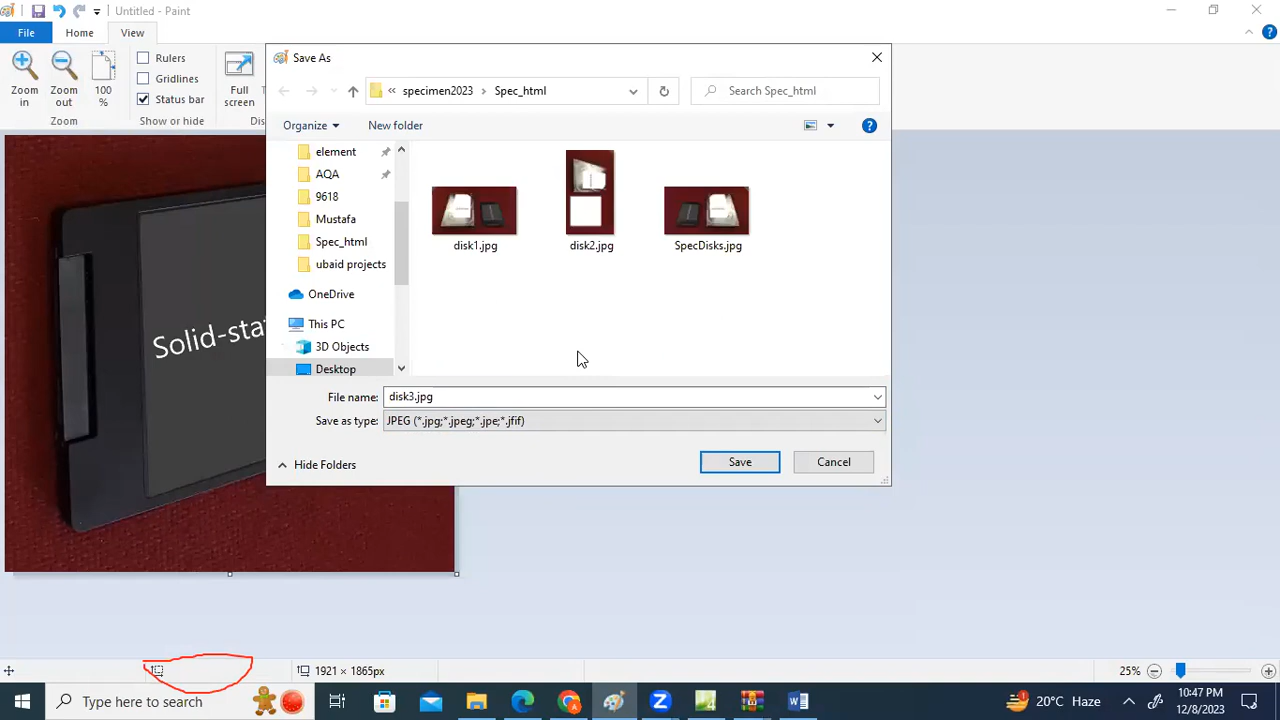 Untitled - Paint
File
Home
View
Zoom in
Zoom out
100 %
Rulers
Gridlines
Status bar
Full screen
Zoom
Show or hide
Save As
« specimen2023 › Spec_html
Search Spec_html
Organize
New folder
element
AQA
9618
Mustafa
Spec_html
ubaid projects
OneDrive
This PC
3D Objects
Desktop
disk1.jpg
disk2.jpg
SpecDisks.jpg
Solid-sta
File name: disk3.jpg
Save as type: JPEG (*.jpg;*.jpeg;*.jpe;*.jfif)
Hide Folders
Save
Cancel
1921 × 1865px
25%
Type here to search
20°C Haze
10:47 PM
12/8/2023